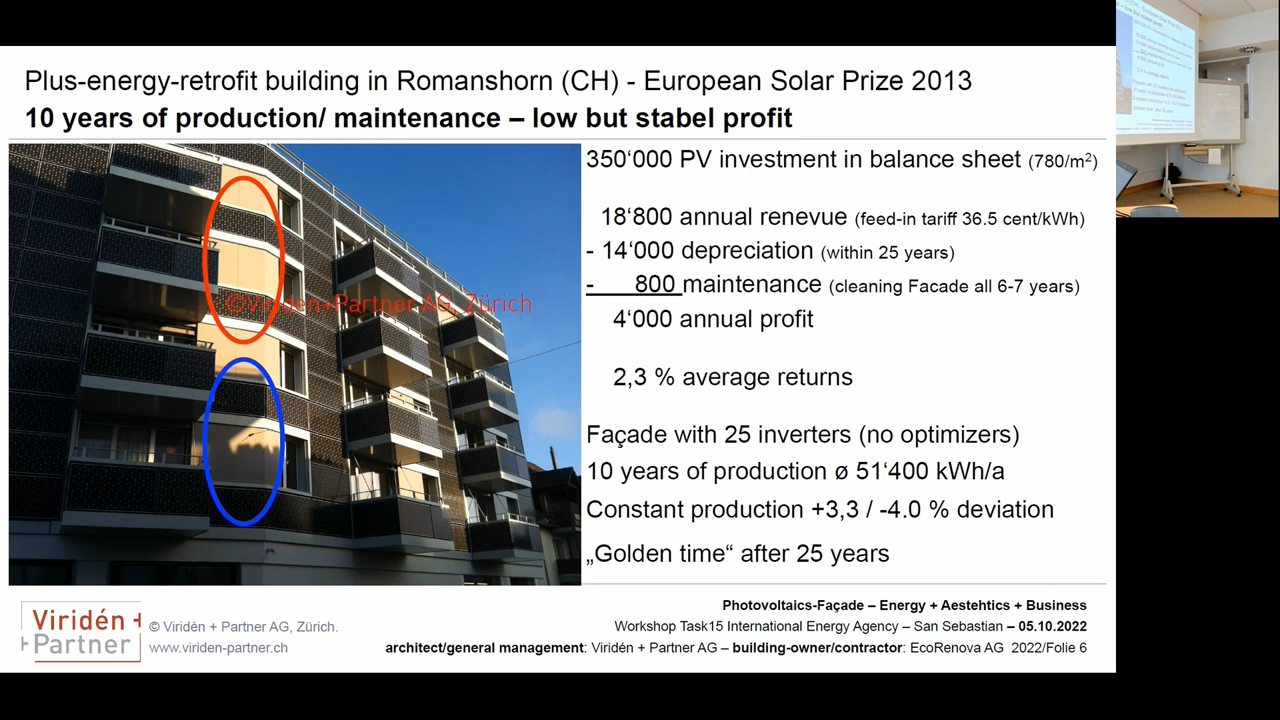 Plus-energy-retrofit building in Romanshorn (CH) - European Solar Prize 2013
10 years of production/ maintenance – low but stabel profit
350‘000 PV investment in balance sheet (780/m²)
18‘800 annual renevue (feed-in tariff 36.5 cent/kWh)
- 14‘000 depreciation (within 25 years)
- 800 maintenance (cleaning Facade all 6-7 years)
4‘000 annual profit
2,3 % average returns
Façade with 25 inverters (no optimizers)
10 years of production ø 51‘400 kWh/a
Constant production +3,3 / -4.0 % deviation
„Golden time“ after 25 years
©Viriden+Partner AG, Zürich
Viridén +
+ Partner
© Viridén + Partner AG, Zürich.
www.viriden-partner.ch
Photovoltaics-Façade – Energy + Aestehtics + Business
Workshop Task15 International Energy Agency – San Sebastian – 05.10.2022
architect/general management: Viridén + Partner AG – building-owner/contractor: EcoRenova AG 2022/Folie 6